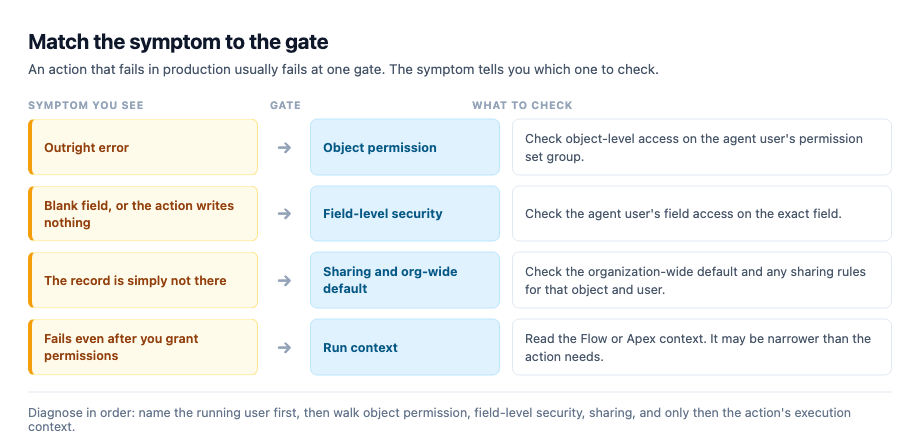 Match the symptom to the gate
An action that fails in production usually fails at one gate. The symptom tells you which one to check.
SYMPTOM YOU SEE GATE WHAT TO CHECK
Outright error → Object permission
Check object-level access on the agent user's permission
set group.
Blank field, or the action writes
nothing
→ Field-level security
Check the agent user's field access on the exact field.
The record is simply not there →
Sharing and org-wide
default
Check the organization-wide default and any sharing rules
for that object and user.
Fails even after you grant
permissions
→ Run context
Read the Flow or Apex context. It may be narrower than the
action needs.
Diagnose in order: name the running user first, then walk object permission, field-level security, sharing, and only then the action's execution
context.